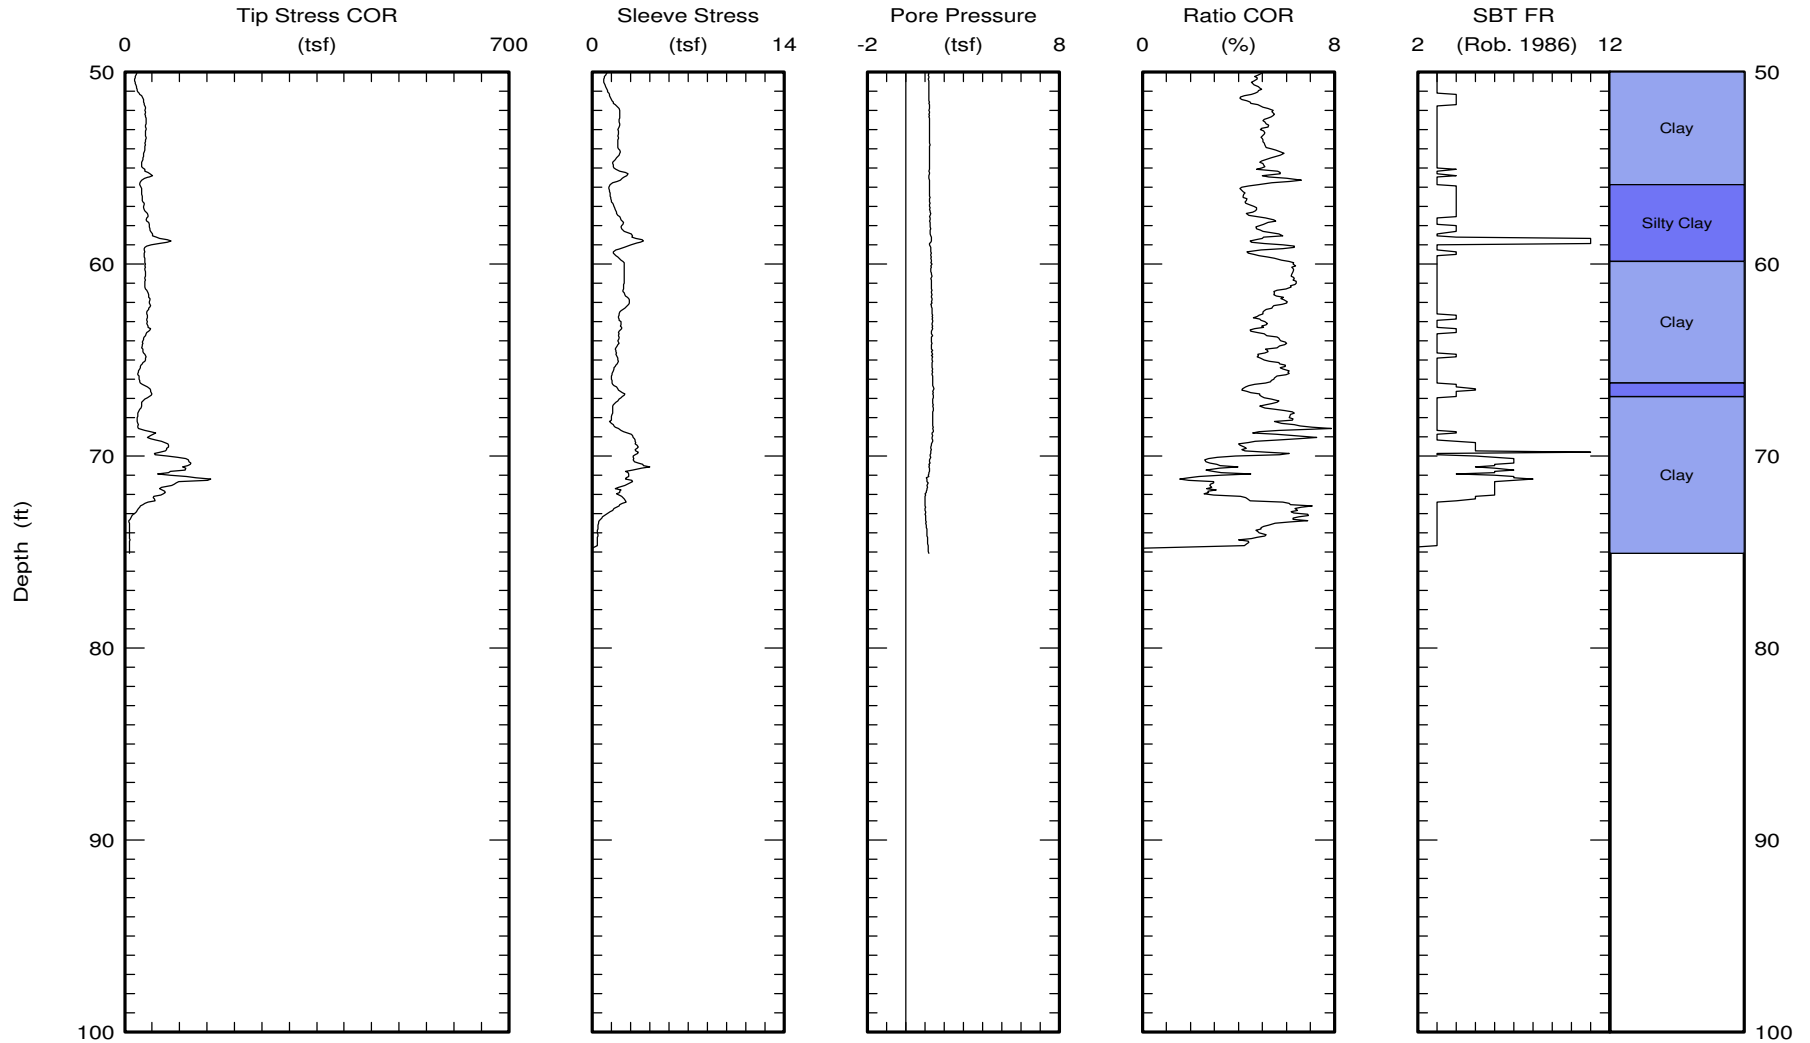 Tip Stress COR Sleeve Stress Pore Pressure Ratio COR SBT FR
0 (tsf) 700 0 (tsf) 14 -2 (tsf) 8 0 (%) 8 2 (Rob. 1986) 12
50 50
Clay
Silty Clay
60 60
Clay
70 70
Clay
Depth (ft)
80 80
90 90
100 100